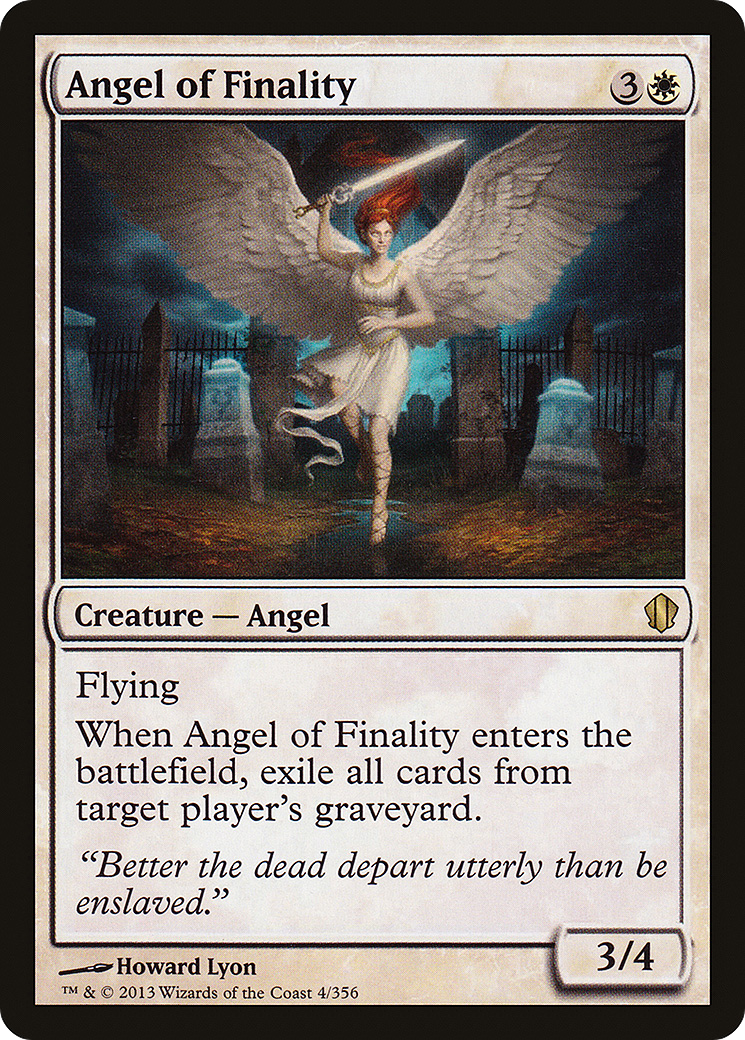 Angel of Finality 3
Creature — Angel
Flying
When Angel of Finality enters the
battlefield, exile all cards from
target player's graveyard.
“Better the dead depart utterly than be
enslaved.”
3/4
Howard Lyon
™ & © 2013 Wizards of the Coast 4/356